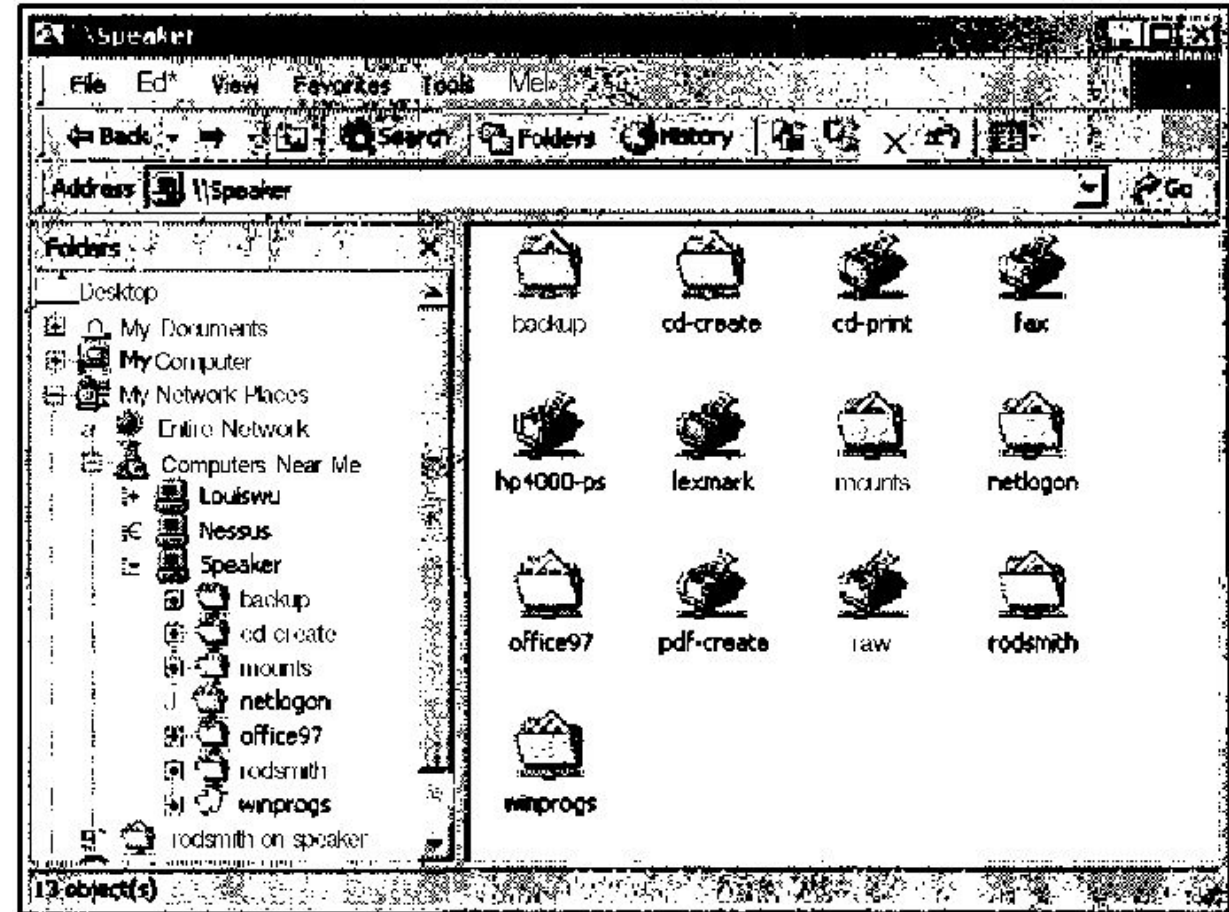 \\Speaker
File Ed* View Favorites Tools
Back Search Folders History
Address \\Speaker Go
Folders
Desktop
My Documents
My Computer
My Network Places
Entire Network
Computers Near Me
Louiswu
Nessus
Speaker
backup
cd create
mounts
netlogon
office97
rodsmith
winprogs
rodsmith on speaker
backup cd-create cd-print fax
hp4000-ps lexmark mounts netlogon
office97 pdf-create raw rodsmith
winprogs
13 object(s)